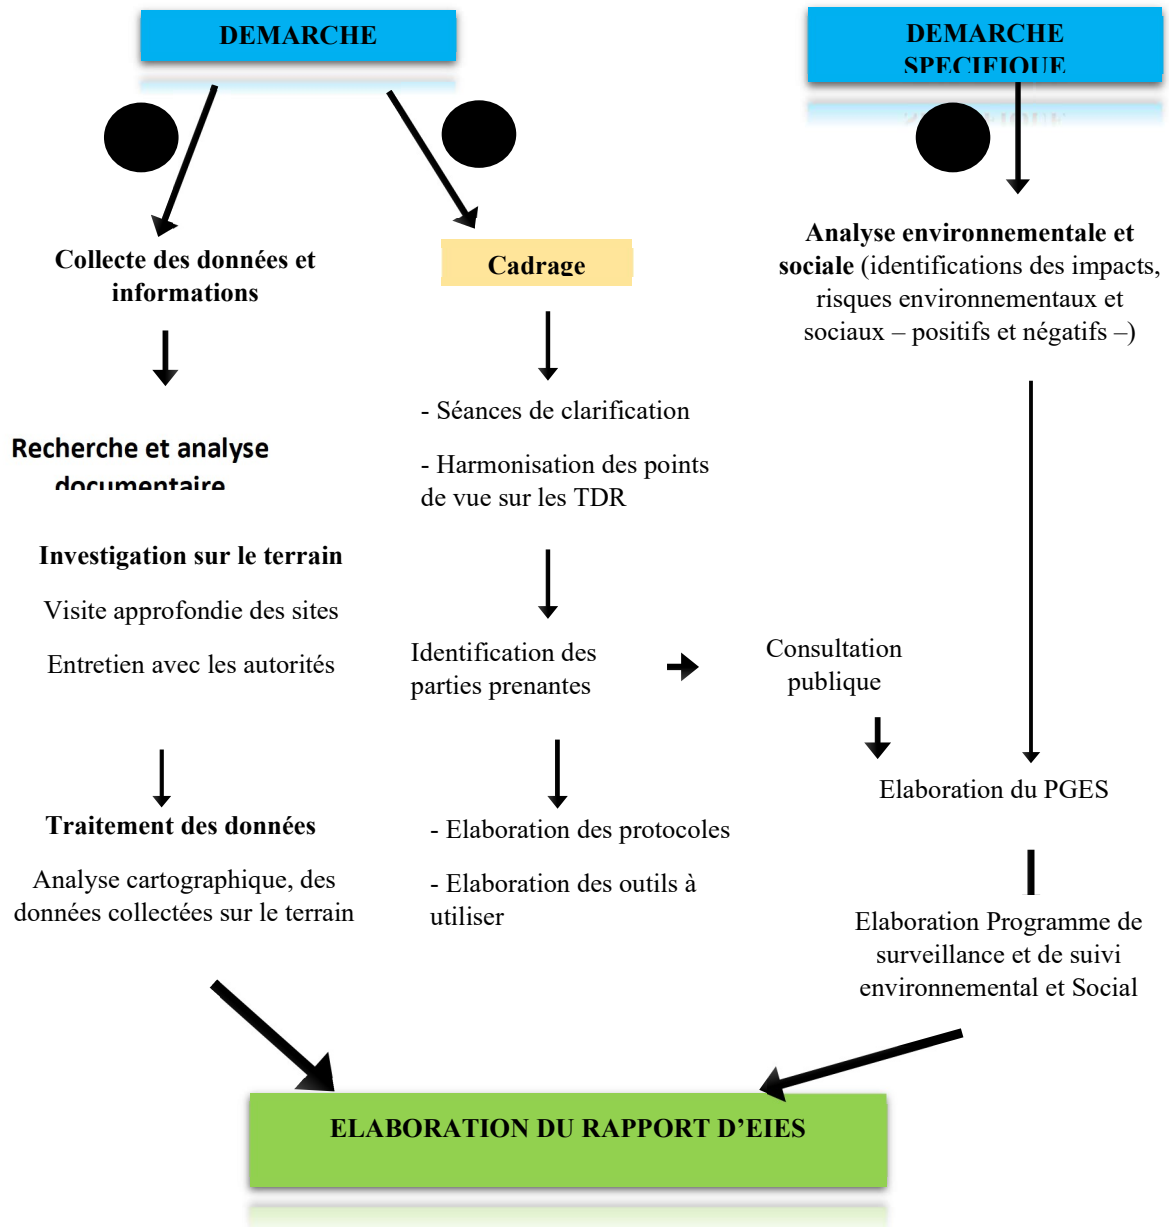 DEMARCHE
Collecte des données et
informations
Recherche et analyse
documentaire
Investigation sur le terrain
Visite approfondie des sites
Entretien avec les autorités
Traitement des données
Analyse cartographique, des
données collectées sur le terrain
Cadrage
- Séances de clarification
- Harmonisation des points
de vue sur les TDR
Identification des
parties prenantes
- Elaboration des protocoles
- Elaboration des outils à
utiliser
Consultation
publique
DEMARCHE
SPECIFIQUE
Analyse environnementale et
sociale (identifications des impacts,
risques environnementaux et
sociaux – positifs et négatifs –)
Elaboration du PGES
Elaboration Programme de
surveillance et de suivi
environnemental et Social
ELABORATION DU RAPPORT D’EIES